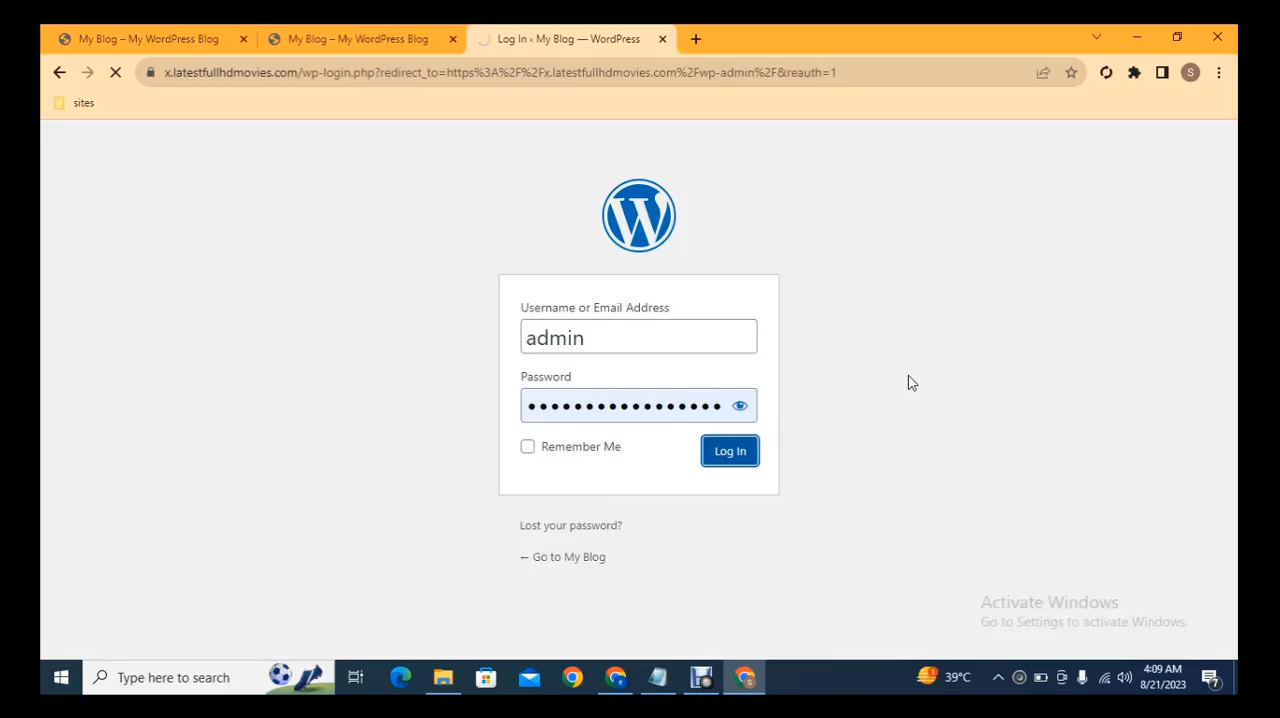 My Blog – My WordPress Blog
My Blog – My WordPress Blog
Log In ‹ My Blog — WordPress
x.latestfullhdmovies.com/wp-login.php?redirect_to=https%3A%2F%2Fx.latestfullhdmovies.com%2Fwp-admin%2F&reauth=1
S
sites
W
Username or Email Address
admin
Password
Remember Me
Log In
Lost your password?
← Go to My Blog
Activate Windows
Go to Settings to activate Windows.
Type here to search
S
39°C
4:09 AM
8/21/2023
7